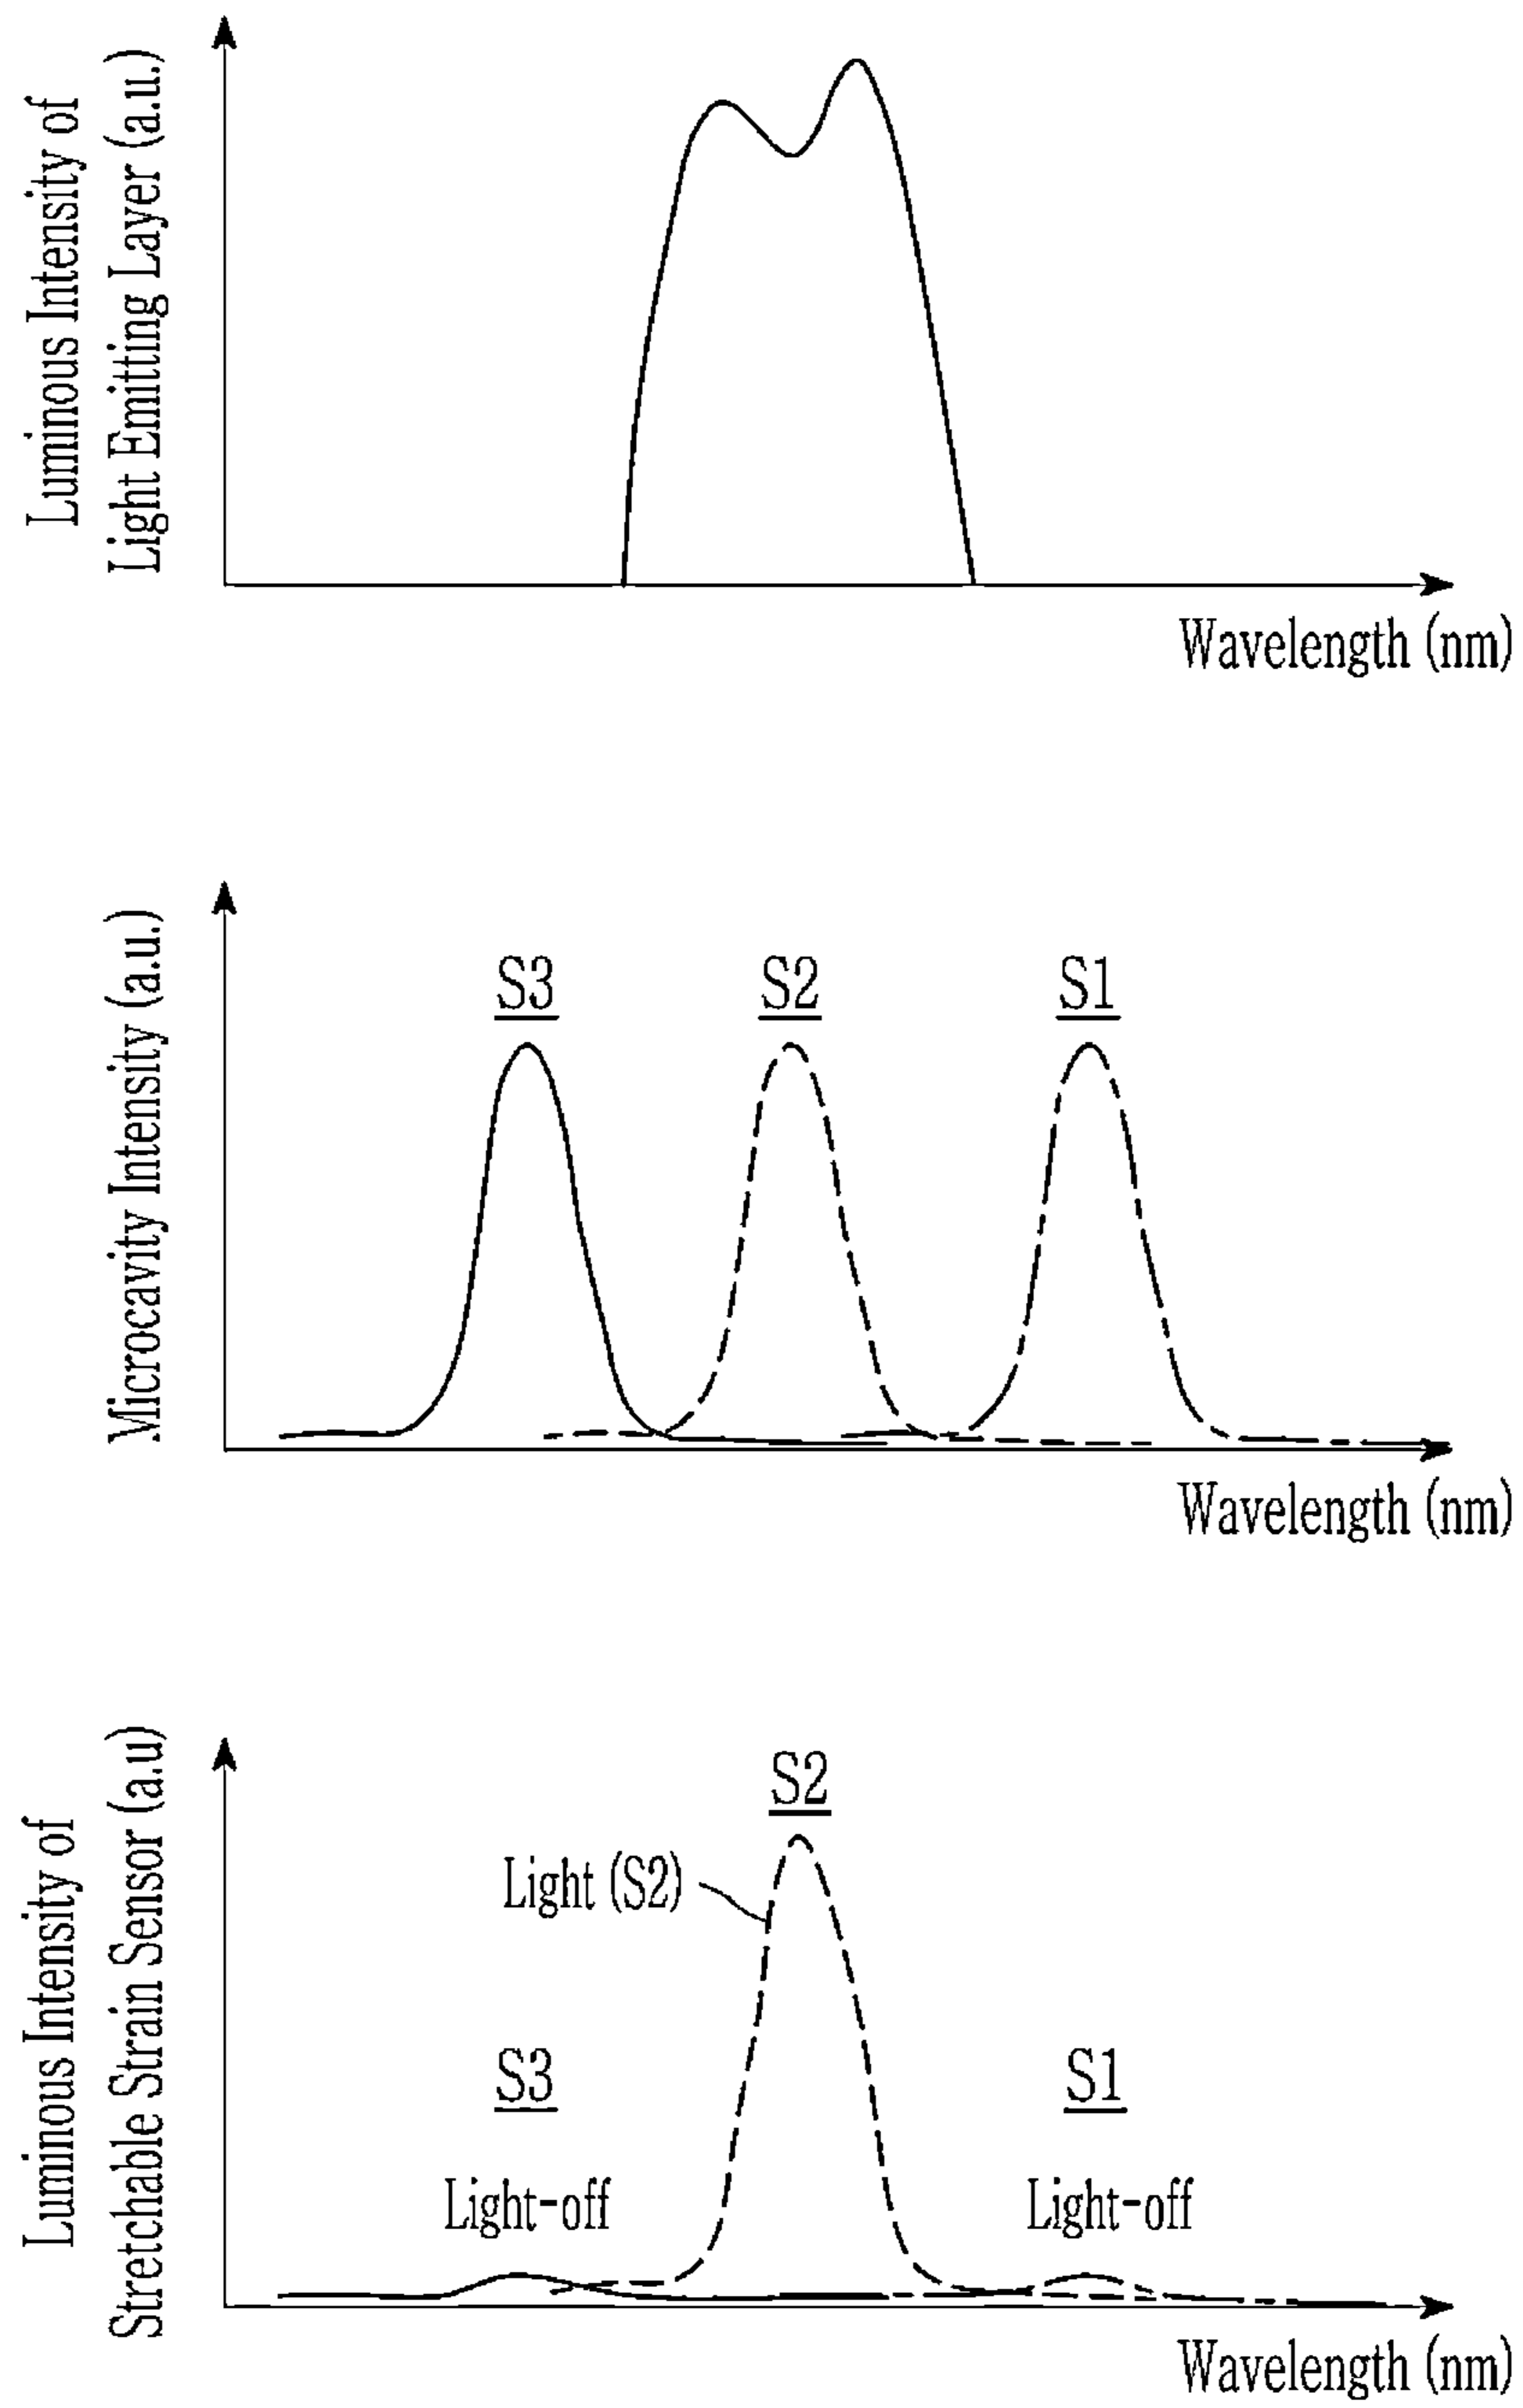 Luminous Intensity of
Light Emitting Layer (a.u.)
Wavelength (nm)
Microcavity Intensity (a.u.)
S3 S2 S1
Wavelength (nm)
Luminous Intensity of
Stretchable Strain Sensor (a.u)
S2
Light (S2)
S3 S1
Light-off Light-off
Wavelength (nm)